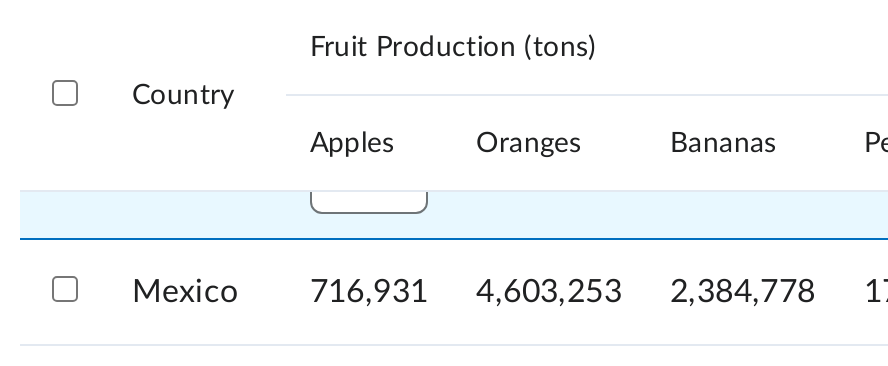 Fruit Production (tons)
Country
Apples Oranges Bananas
Mexico 716,931 4,603,253 2,384,778